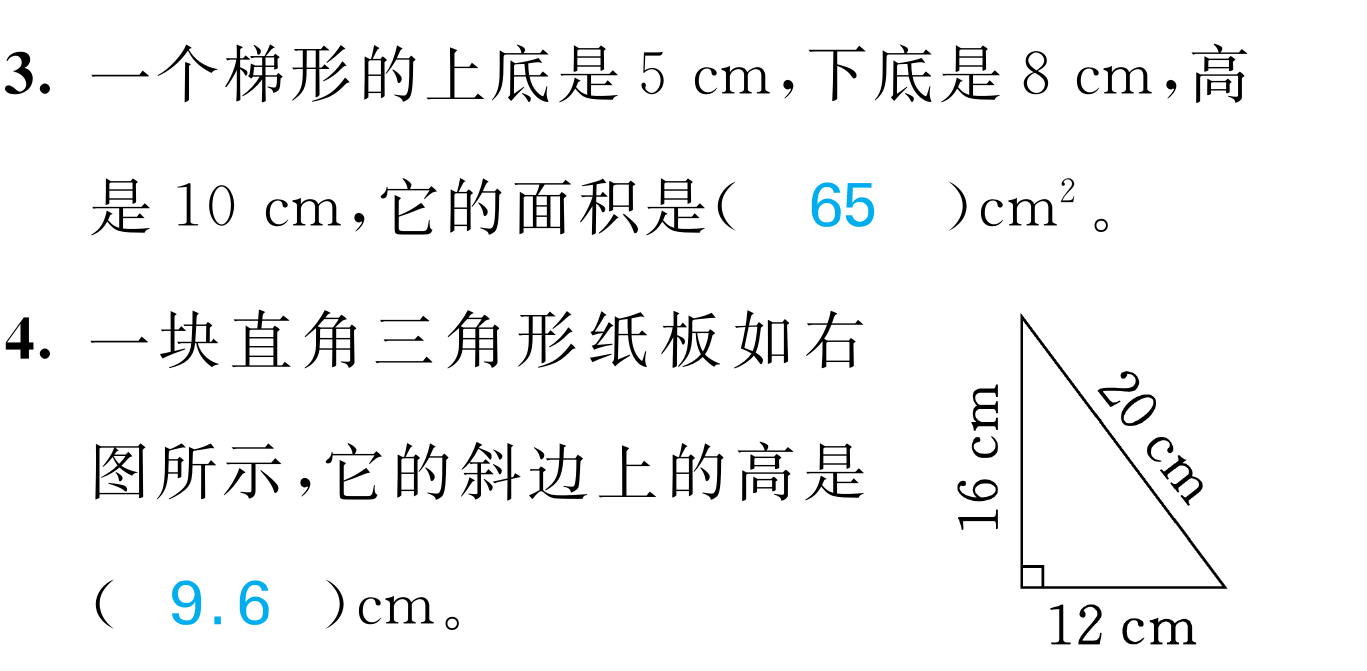 3. 一个梯形的上底是 5 cm,下底是 8 cm,高
是 10 cm,它的面积是( 65 )cm²。
4. 一块直角三角形纸板如右
图所示,它的斜边上的高是
( 9.6 )cm。
16 cm
20 cm
12 cm